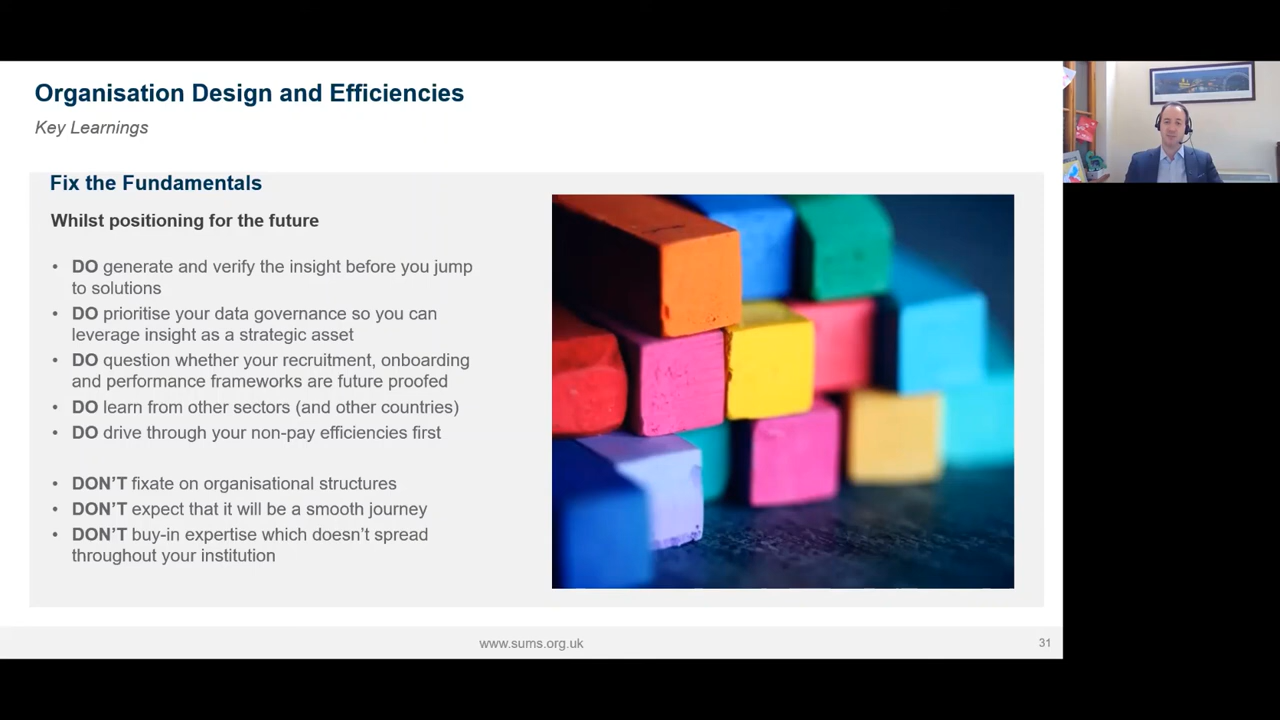 Organisation Design and Efficiencies
Key Learnings
Fix the Fundamentals
Whilst positioning for the future
• DO generate and verify the insight before you jump
to solutions
• DO prioritise your data governance so you can
leverage insight as a strategic asset
• DO question whether your recruitment, onboarding
and performance frameworks are future proofed
• DO learn from other sectors (and other countries)
• DO drive through your non-pay efficiencies first
• DON’T fixate on organisational structures
• DON’T expect that it will be a smooth journey
• DON’T buy-in expertise which doesn’t spread
throughout your institution
www.sums.org.uk
31